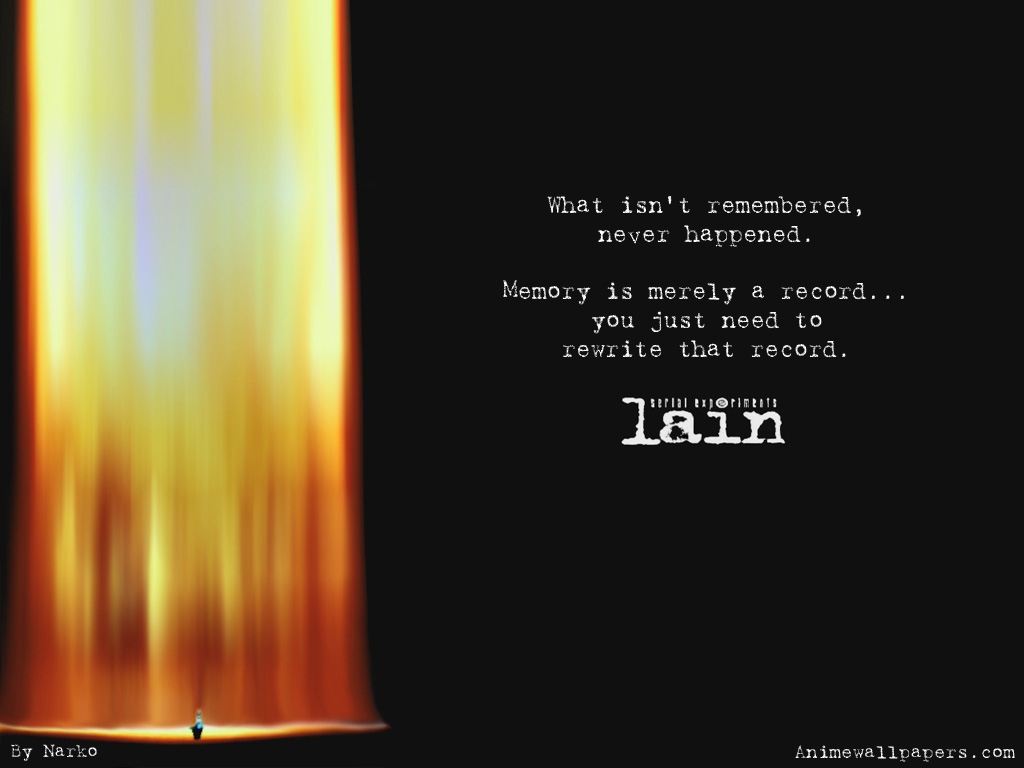 What isn't remembered,
never happened.
Memory is merely a record...
you just need to
rewrite that record.
serial experiments
lain
By Narko
Animewallpapers.com